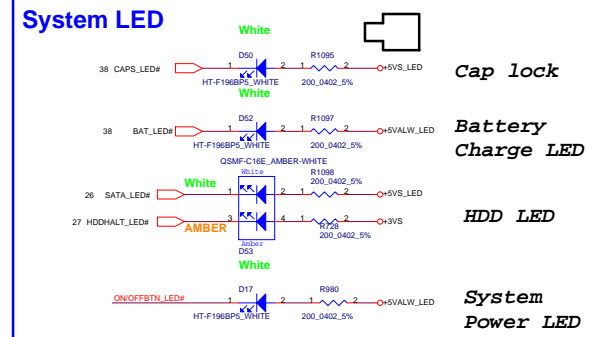 System LED
White
D50 R1095
38 CAPS_LED# 1 2 1 2 +5VS_LED Cap lock
HT-F196BP5_WHITE 200_0402_5%
White
D52 R1097
38 BAT_LED# 1 2 1 2 +5VALW_LED Battery
HT-F196BP5_WHITE 200_0402_5% Charge LED
QSMF-C16E_AMBER-WHITE
White R1098
White 200_0402_5%
26 SATA_LED# 1 2 1 2 +5VS_LED
27 HDDHALT_LED# 3 4 1 2 +3VS HDD LED
AMBER R728
200_0402_5%
Amber
D53
White
D17 R980
ON/OFFBTN_LED# 1 2 1 2 +5VALW_LED System
HT-F196BP5_WHITE 200_0402_5% Power LED